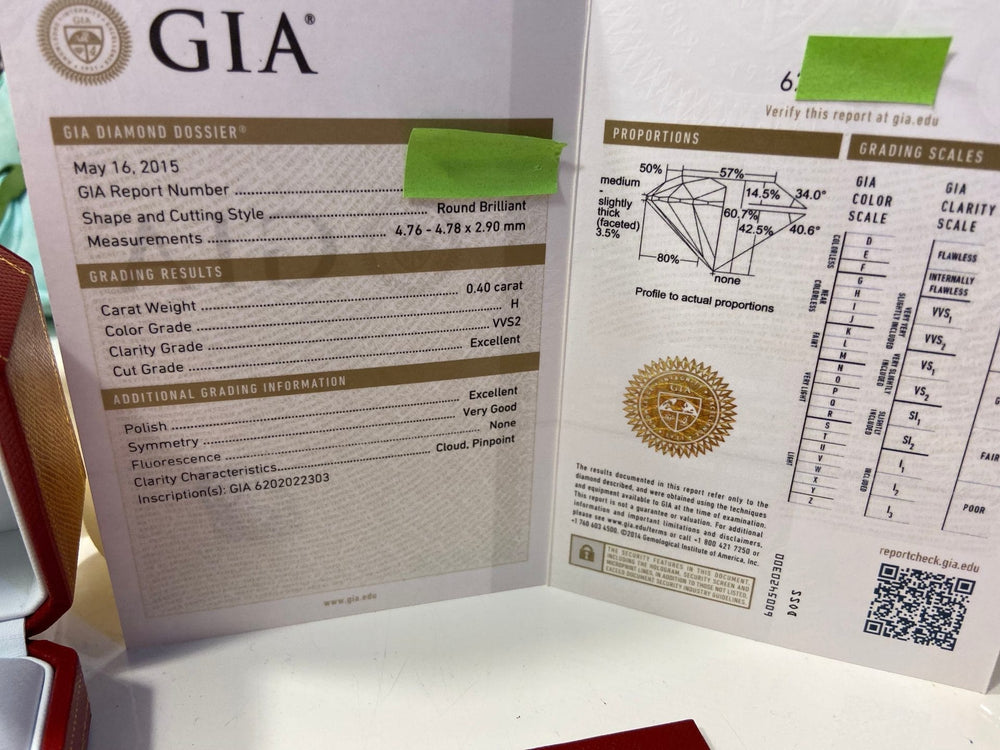 GIA®
GIA DIAMOND DOSSIER®
May 16, 2015
GIA Report Number
Shape and Cutting Style Round Brilliant
Measurements 4.76 - 4.78 x 2.90 mm
GRADING RESULTS
Carat Weight 0.40 carat
Color Grade H
Clarity Grade VVS2
Cut Grade Excellent
ADDITIONAL GRADING INFORMATION
Polish Excellent
Symmetry Very Good
Fluorescence None
Clarity Characteristics Cloud, Pinpoint
Inscription(s): GIA 6202022303
www.gia.edu
62
Verify this report at gia.edu
PROPORTIONS
50%
57%
medium
-
slightly
thick
(faceted)
3.5%
14.5%
34.0°
60.7%
42.5%
40.6°
80%
none
Profile to actual proportions
GIA
The results documented in this report refer only to the
diamond described, and were obtained using the techniques
and equipment available to GIA at the time of examination.
This report is not a guarantee or valuation. For additional
information and important limitations and disclaimers,
please see www.gia.edu/terms or call +1 800 421 7250 or
+1 760 603 4500. ©2014 Gemological Institute of America, Inc.
THE SECURITY FEATURES IN THIS DOCUMENT,
INCLUDING THE HOLOGRAM, SECURITY SCREEN AND
MICROPRINT LINES, IN ADDITION TO THOSE NOT LISTED,
EXCEED DOCUMENT SECURITY INDUSTRY GUIDELINES.
GRADING SCALES
GIA
COLOR
SCALE
COLORLESS
D
E
F
NEAR COLORLESS
G
H
I
J
FAINT
K
L
M
VERY LIGHT
N
O
P
Q
R
LIGHT
S
T
U
V
W
X
Y
Z
GIA
CLARITY
SCALE
FLAWLESS
INTERNALLY
FLAWLESS
VERY VERY
SLIGHTLY INCLUDED
VVS1
VVS2
VERY SLIGHTLY
INCLUDED
VS1
VS2
SLIGHTLY
INCLUDED
SI1
SI2
INCLUDED
I1
I2
I3
FAIR
POOR
reportcheck.gia.edu